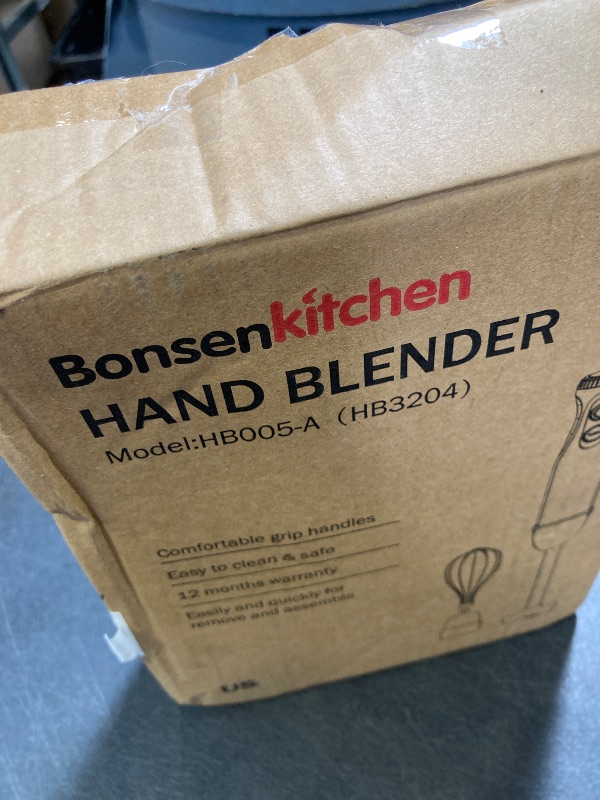 Bonsenkitchen
HAND BLENDER
Model:HB005-A (HB3204)
Comfortable grip handles
Easy to clean & safe
12 months warranty
Easily and quickly for
remove and assemble
US